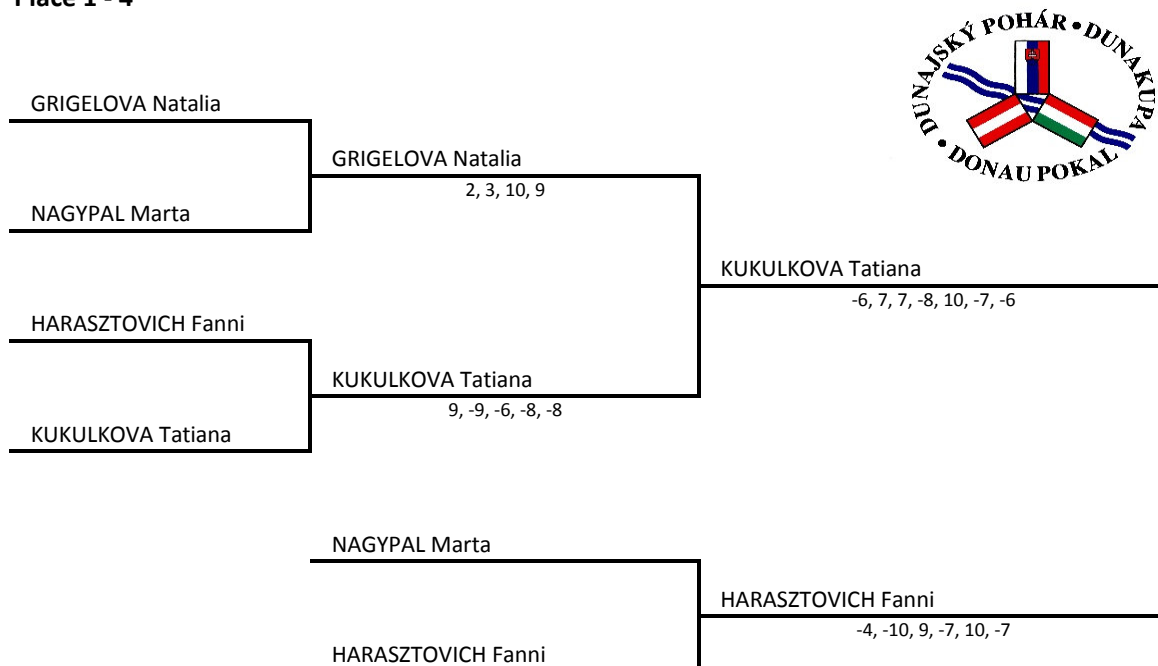 Place 1 - 4
DUNAJSKÝ POHÁR • DUNA KUPA • DONAU POKAL
GRIGELOVA Natalia
GRIGELOVA Natalia
2, 3, 10, 9
NAGYPAL Marta
KUKULKOVA Tatiana
-6, 7, 7, -8, 10, -7, -6
HARASZTOVICH Fanni
KUKULKOVA Tatiana
9, -9, -6, -8, -8
KUKULKOVA Tatiana
NAGYPAL Marta
HARASZTOVICH Fanni
-4, -10, 9, -7, 10, -7
HARASZTOVICH Fanni